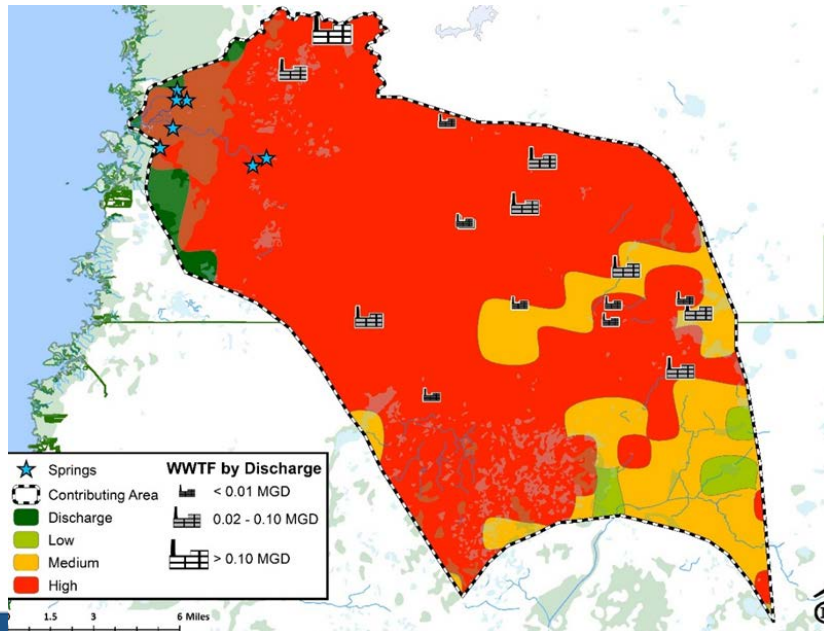 Springs
Contributing Area
Discharge
Low
Medium
High
WWTF by Discharge
< 0.01 MGD
0.02 - 0.10 MGD
> 0.10 MGD
0 1.5 3 6 Miles